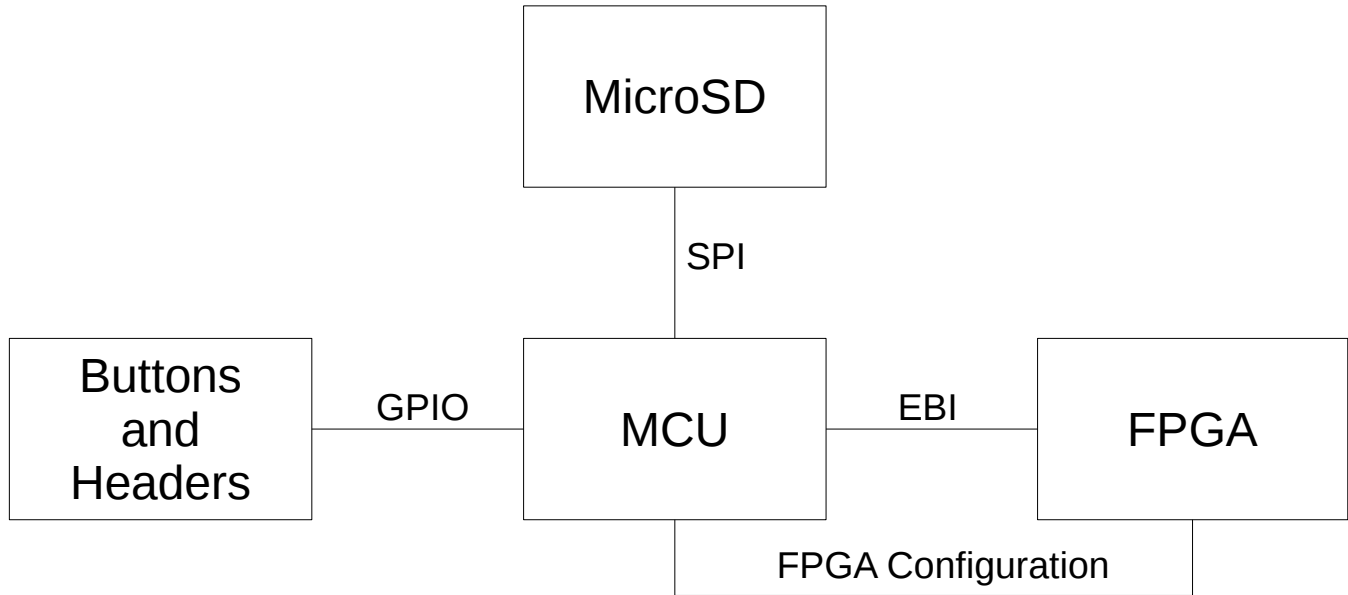 MicroSD
SPI
Buttons
and
Headers
GPIO
MCU
EBI
FPGA
FPGA Configuration